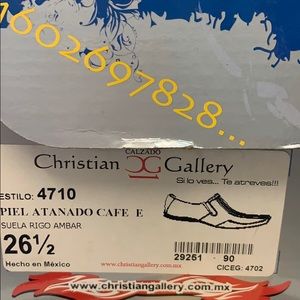 1602697828...
CALZADO
Christian CG Gallery
Si lo ves... Te atreves!!!
ESTILO: 4710
PIEL ATANADO CAFE E
SUELA RIGO AMBAR
26½
Hecho en México
www.christiangallery.com.mx
29251 90
CICEG: 4702
www.christiangallery.com.mx